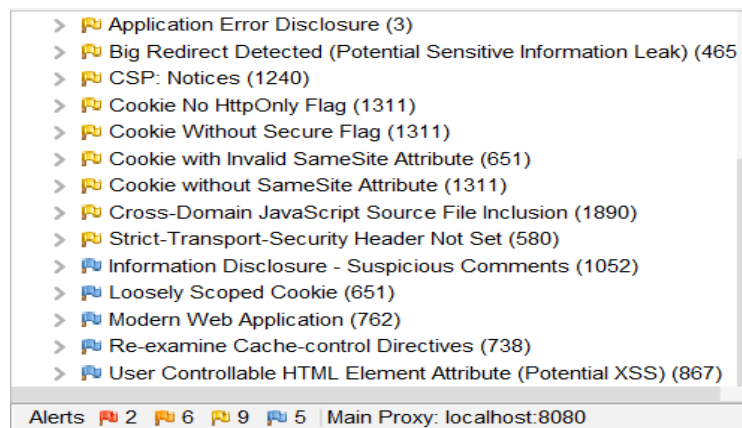 Application Error Disclosure (3)
Big Redirect Detected (Potential Sensitive Information Leak) (465
CSP: Notices (1240)
Cookie No HttpOnly Flag (1311)
Cookie Without Secure Flag (1311)
Cookie with Invalid SameSite Attribute (651)
Cookie without SameSite Attribute (1311)
Cross-Domain JavaScript Source File Inclusion (1890)
Strict-Transport-Security Header Not Set (580)
Information Disclosure - Suspicious Comments (1052)
Loosely Scoped Cookie (651)
Modern Web Application (762)
Re-examine Cache-control Directives (738)
User Controllable HTML Element Attribute (Potential XSS) (867)
Alerts 2 6 9 5 Main Proxy: localhost:8080